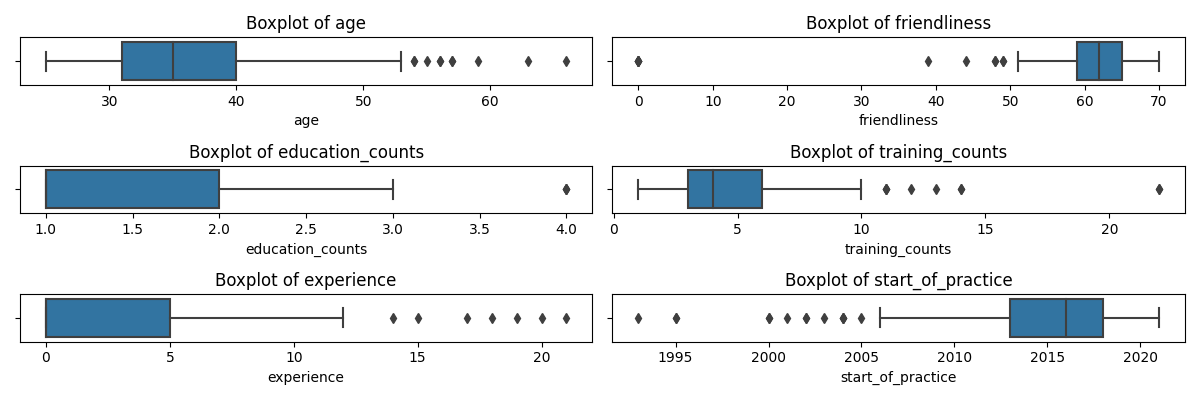 Boxplot of age
30 40 50 60
age
Boxplot of friendliness
0 10 20 30 40 50 60 70
friendliness
Boxplot of education_counts
1.0 1.5 2.0 2.5 3.0 3.5 4.0
education_counts
Boxplot of training_counts
0 5 10 15 20
training_counts
Boxplot of experience
0 5 10 15 20
experience
Boxplot of start_of_practice
1995 2000 2005 2010 2015 2020
start_of_practice